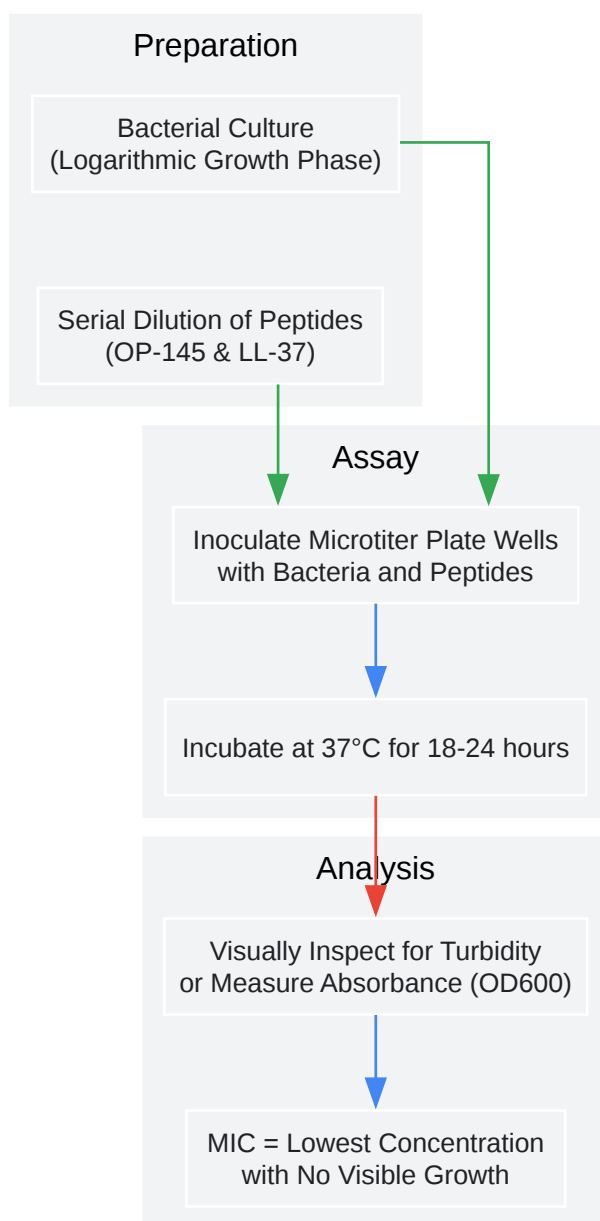 Preparation
Bacterial Culture
(Logarithmic Growth Phase)
Serial Dilution of Peptides
(OP-145 & LL-37)
Assay
Inoculate Microtiter Plate Wells
with Bacteria and Peptides
Incubate at 37°C for 18-24 hours
Analysis
Visually Inspect for Turbidity
or Measure Absorbance (OD600)
MIC = Lowest Concentration
with No Visible Growth